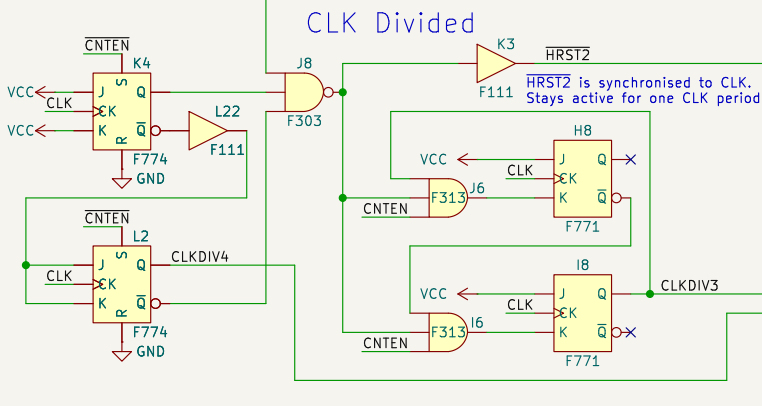 CLK Divided
CNTEN
K4
S
VCC
J
Q
CLK
CK
VCC
K
Q
R
F774
GND
L22
F111
J8
F303
K3
F111
HRST2
HRST2 is synchronised to CLK.
Stays active for one CLK period
H8
VCC
J
Q
CLK
CK
K
Q
F771
J6
F313
CNTEN
CNTEN
L2
S
J
Q
CLKDIV4
CLK
CK
K
Q
R
F774
GND
I8
VCC
J
Q
CLKDIV3
CLK
CK
K
Q
F771
I6
F313
CNTEN